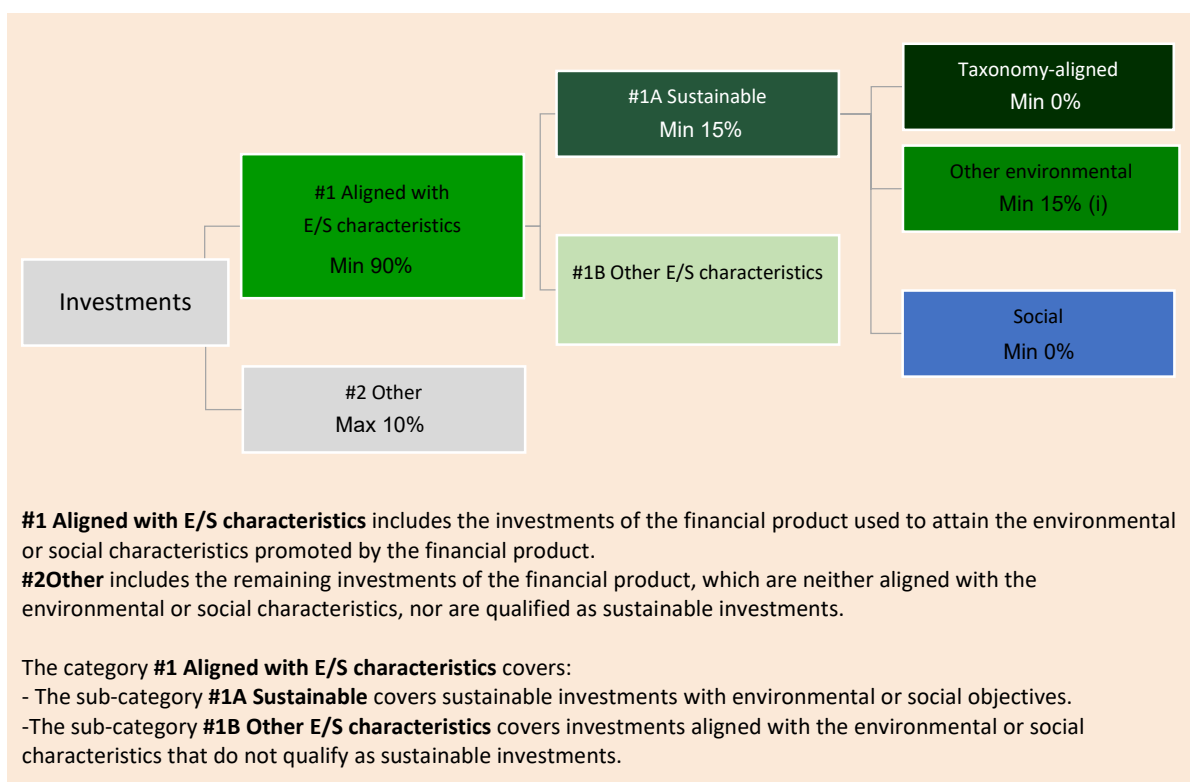 Taxonomy-aligned
Min 0%
#1A Sustainable
Min 15%
Other environmental
Min 15% (i)
#1 Aligned with
E/S characteristics
Min 90%
#1B Other E/S characteristics
Investments
Social
Min 0%
#2 Other
Max 10%
#1 Aligned with E/S characteristics includes the investments of the financial product used to attain the environmental
or social characteristics promoted by the financial product.
#2Other includes the remaining investments of the financial product, which are neither aligned with the
environmental or social characteristics, nor are qualified as sustainable investments.
The category #1 Aligned with E/S characteristics covers:
- The sub-category #1A Sustainable covers sustainable investments with environmental or social objectives.
-The sub-category #1B Other E/S characteristics covers investments aligned with the environmental or social
characteristics that do not qualify as sustainable investments.